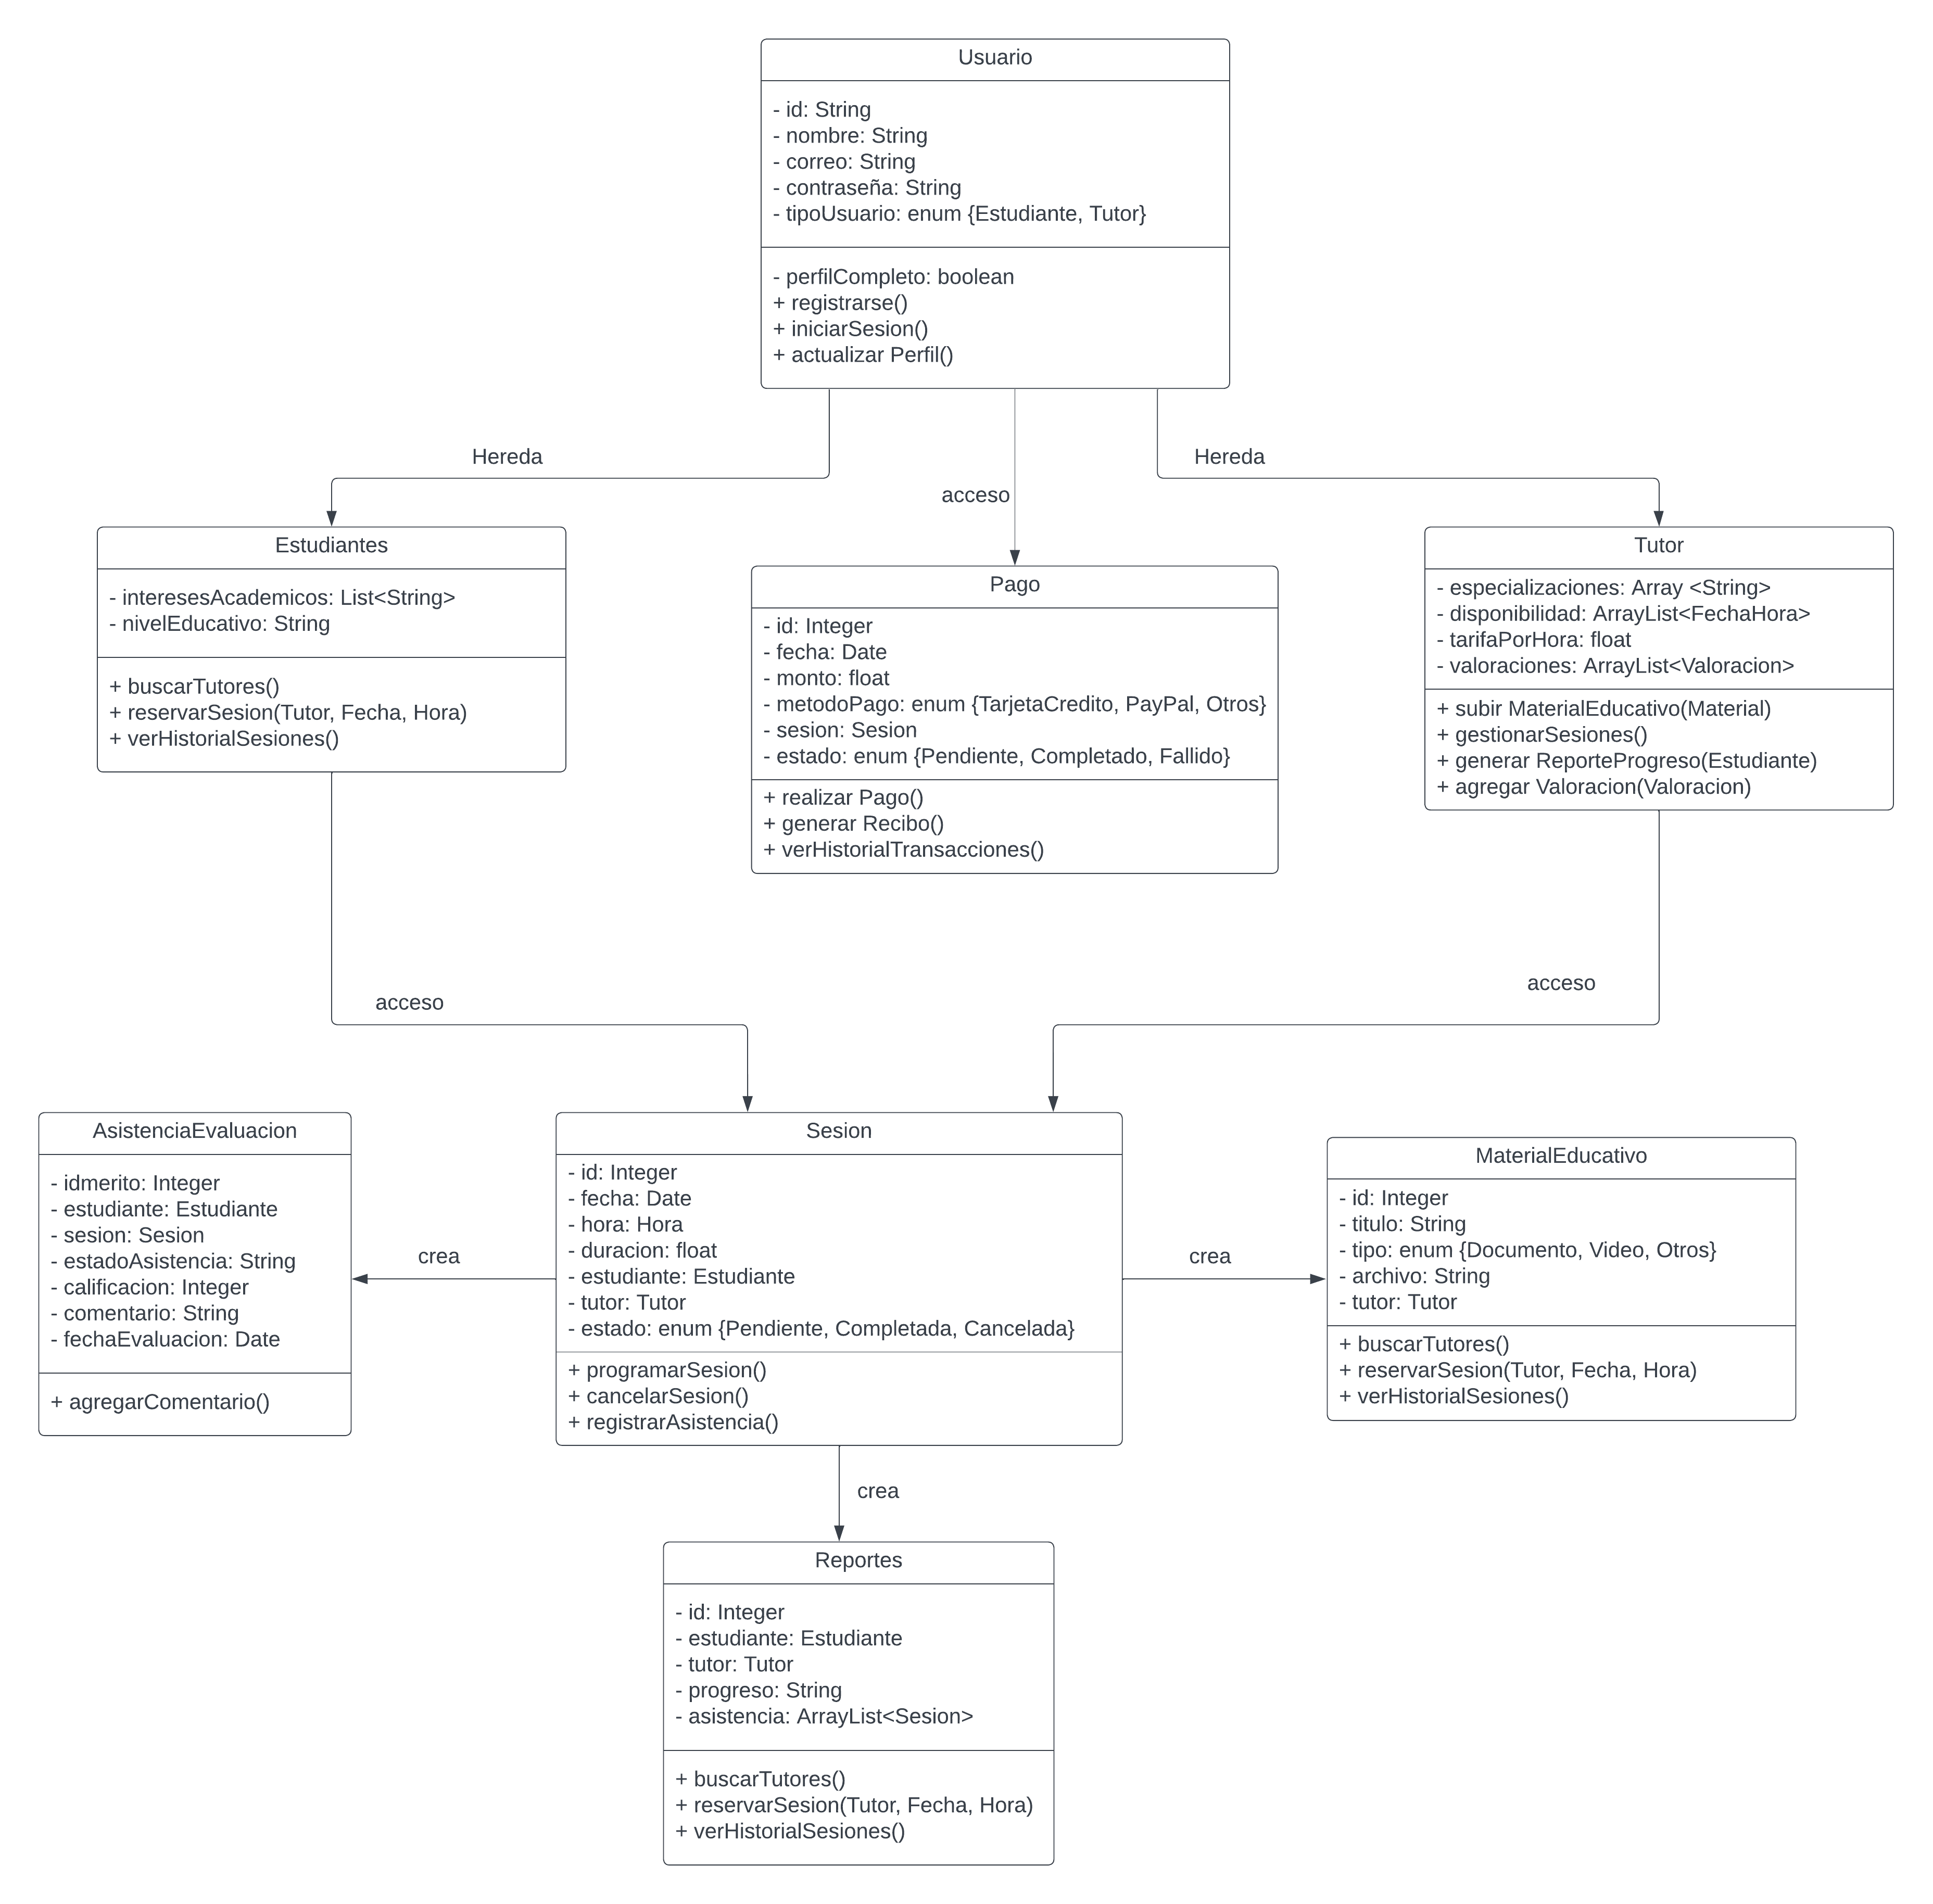 Usuario
- id: String
- nombre: String
- correo: String
- contraseña: String
- tipoUsuario: enum {Estudiante, Tutor}
- perfilCompleto: boolean
+ registrarse()
+ iniciarSesion()
+ actualizar Perfil()
Hereda
acceso
Hereda
Estudiantes
- interesesAcademicos: List<String>
- nivelEducativo: String
+ buscarTutores()
+ reservarSesion(Tutor, Fecha, Hora)
+ verHistorialSesiones()
Pago
- id: Integer
- fecha: Date
- monto: float
- metodoPago: enum {TarjetaCredito, PayPal, Otros}
- sesion: Sesion
- estado: enum {Pendiente, Completado, Fallido}
+ realizar Pago()
+ generar Recibo()
+ verHistorialTransacciones()
Tutor
- especializaciones: Array <String>
- disponibilidad: ArrayList<FechaHora>
- tarifaPorHora: float
- valoraciones: ArrayList<Valoracion>
+ subir MaterialEducativo(Material)
+ gestionarSesiones()
+ generar ReporteProgreso(Estudiante)
+ agregar Valoracion(Valoracion)
acceso
acceso
AsistenciaEvaluacion
- idmerito: Integer
- estudiante: Estudiante
- sesion: Sesion
- estadoAsistencia: String
- calificacion: Integer
- comentario: String
- fechaEvaluacion: Date
+ agregarComentario()
crea
Sesion
- id: Integer
- fecha: Date
- hora: Hora
- duracion: float
- estudiante: Estudiante
- tutor: Tutor
- estado: enum {Pendiente, Completada, Cancelada}
+ programarSesion()
+ cancelarSesion()
+ registrarAsistencia()
crea
MaterialEducativo
- id: Integer
- titulo: String
- tipo: enum {Documento, Video, Otros}
- archivo: String
- tutor: Tutor
+ buscarTutores()
+ reservarSesion(Tutor, Fecha, Hora)
+ verHistorialSesiones()
crea
Reportes
- id: Integer
- estudiante: Estudiante
- tutor: Tutor
- progreso: String
- asistencia: ArrayList<Sesion>
+ buscarTutores()
+ reservarSesion(Tutor, Fecha, Hora)
+ verHistorialSesiones()